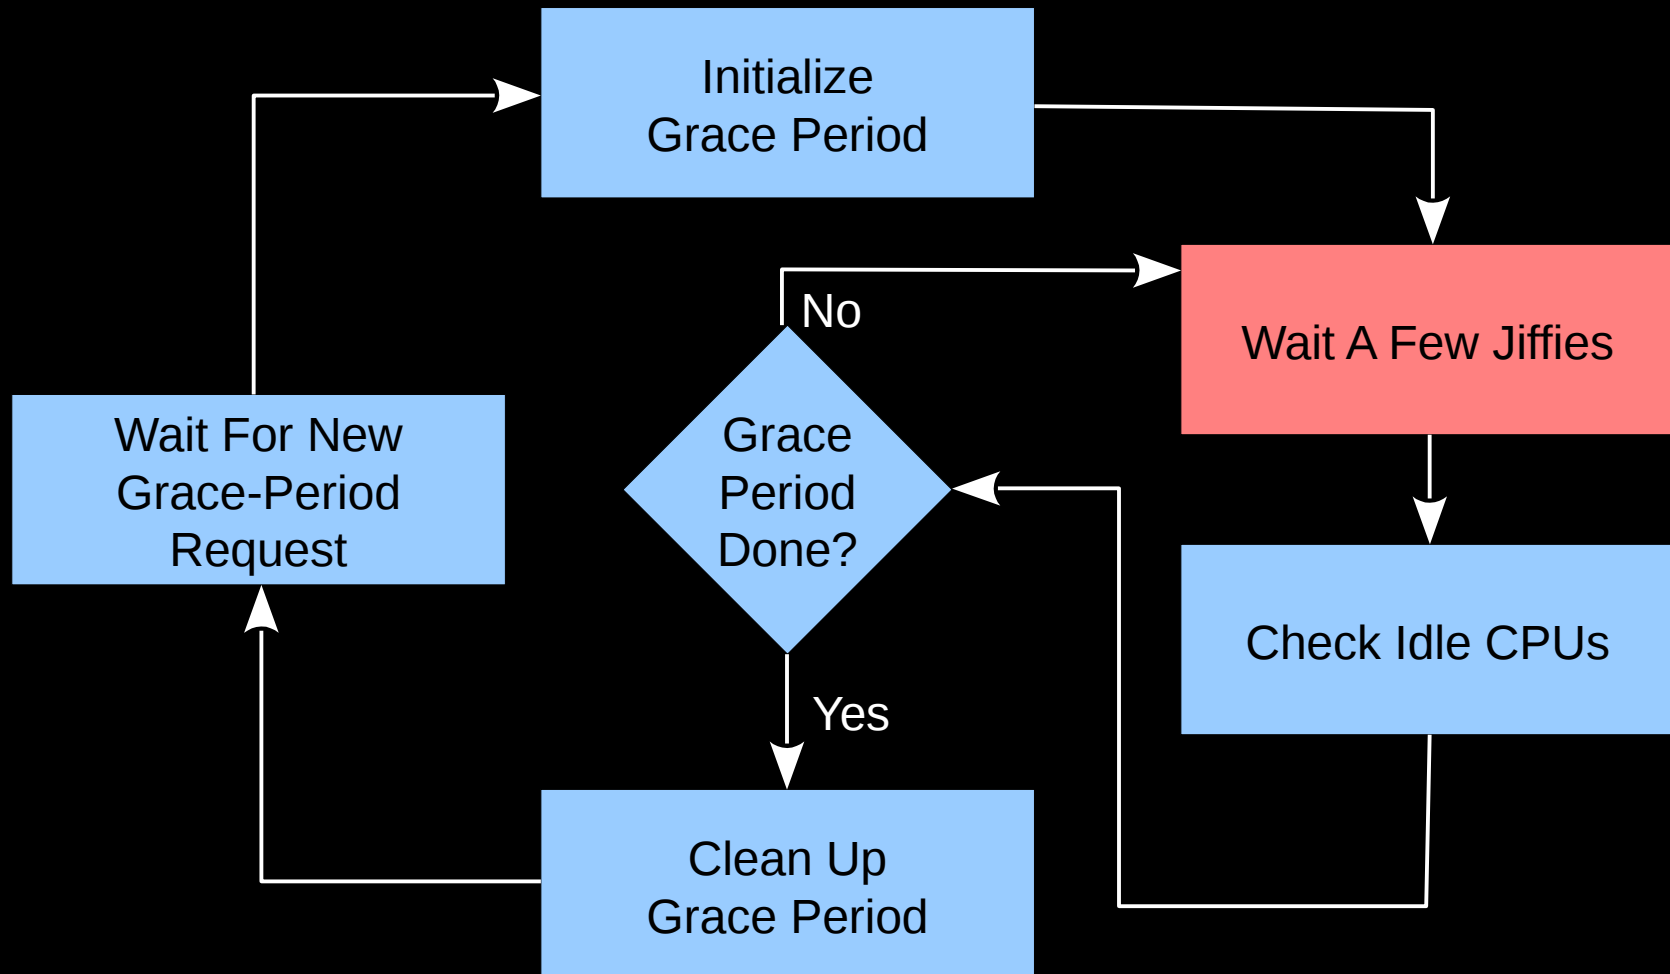 Initialize
Grace Period
No
Wait A Few Jiffies
Wait For New
Grace-Period
Request
Grace
Period
Done?
Check Idle CPUs
Yes
Clean Up
Grace Period